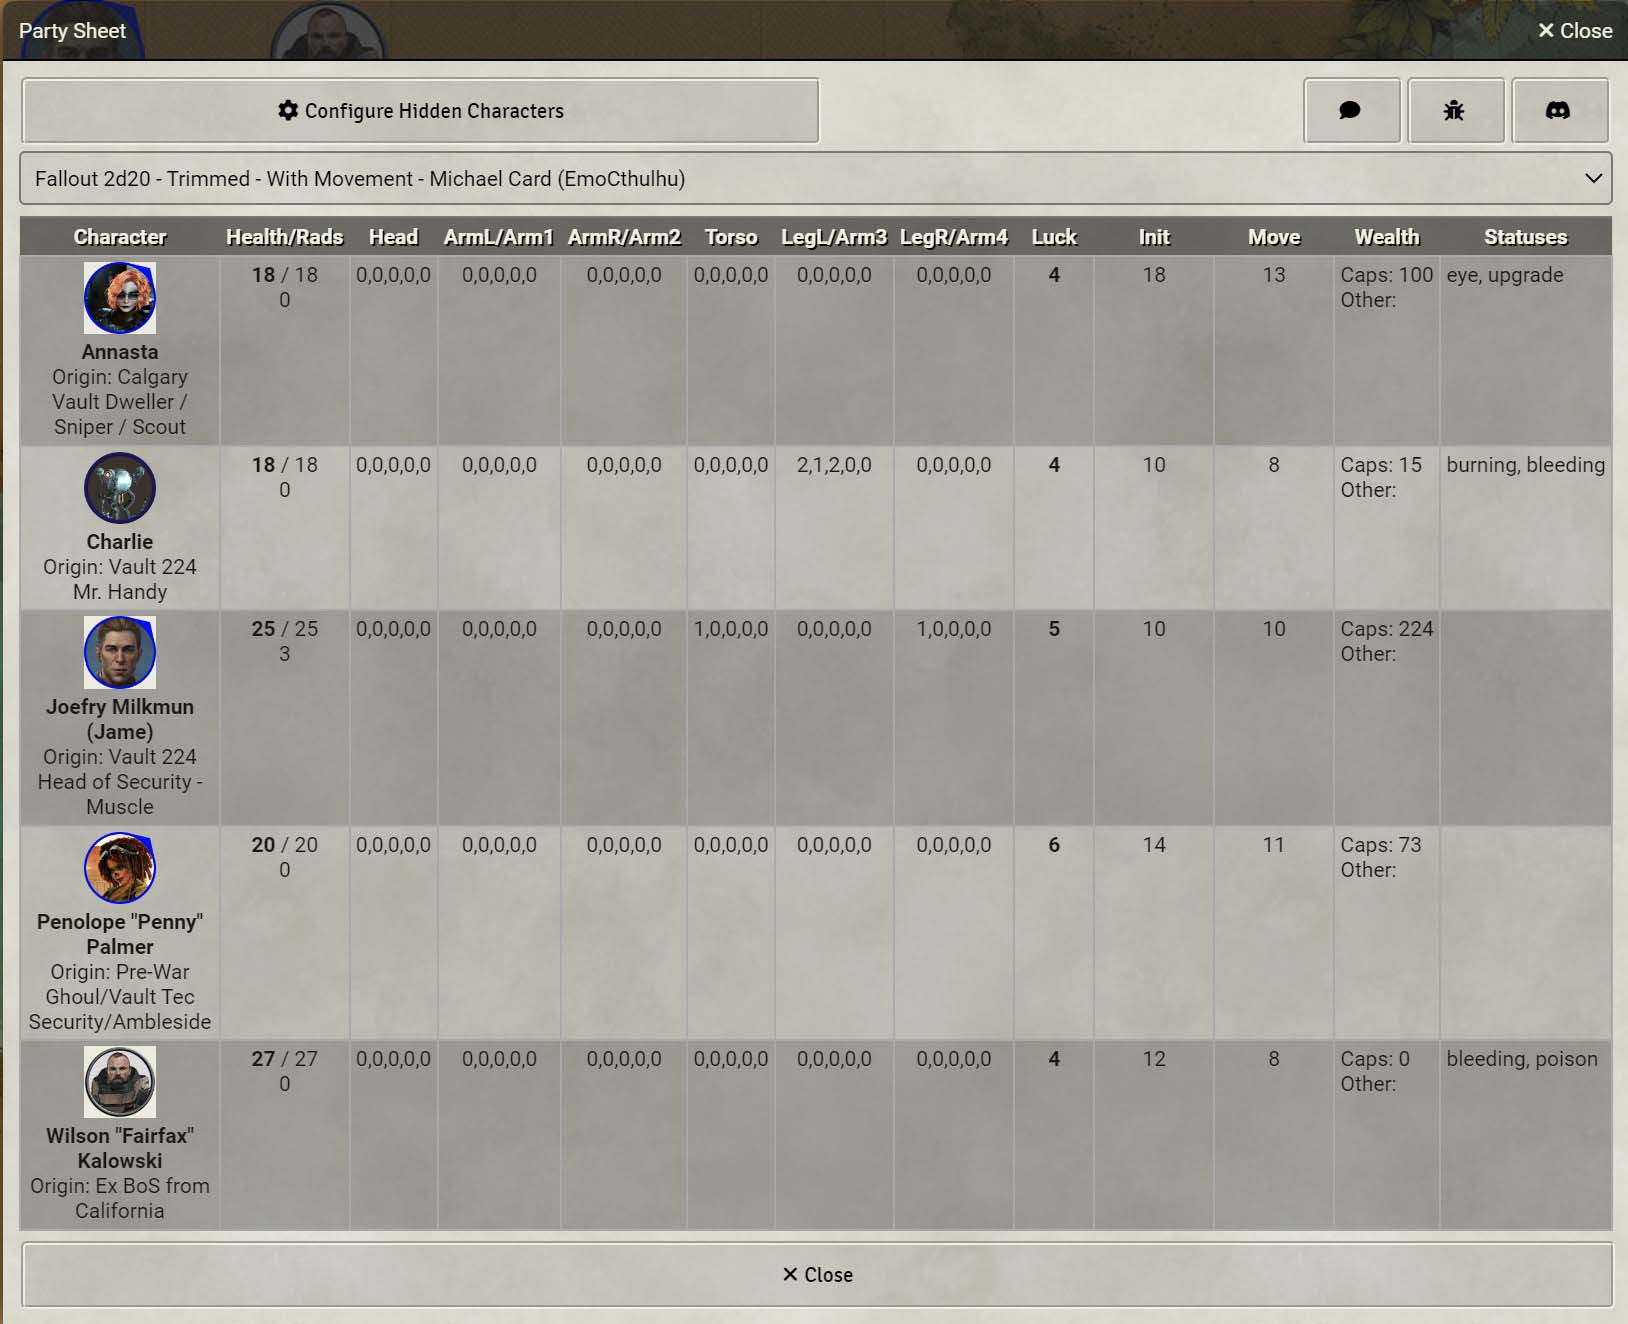 Party Sheet
Close
Configure Hidden Characters
Fallout 2d20 - Trimmed - With Movement - Michael Card (EmoCthulhu)
Character Health/Rads Head ArmL/Arm1 ArmR/Arm2 Torso LegL/Arm3 LegR/Arm4 Luck Init Move Wealth Statuses
18 / 18 0,0,0,0,0 0,0,0,0,0 0,0,0,0,0 0,0,0,0,0 0,0,0,0,0 0,0,0,0,0 4 18 13 Caps: 100 eye, upgrade
0 Other:
Annasta
Origin: Calgary
Vault Dweller /
Sniper / Scout
18 / 18 0,0,0,0,0 0,0,0,0,0 0,0,0,0,0 0,0,0,0,0 2,1,2,0,0 0,0,0,0,0 4 10 8 Caps: 15 burning, bleeding
0 Other:
Charlie
Origin: Vault 224
Mr. Handy
25 / 25 0,0,0,0,0 0,0,0,0,0 0,0,0,0,0 1,0,0,0,0 0,0,0,0,0 1,0,0,0,0 5 10 10 Caps: 224
3 Other:
Joefry Milkmun
(Jame)
Origin: Vault 224
Head of Security -
Muscle
20 / 20 0,0,0,0,0 0,0,0,0,0 0,0,0,0,0 0,0,0,0,0 0,0,0,0,0 0,0,0,0,0 6 14 11 Caps: 73
0 Other:
Penolope "Penny"
Palmer
Origin: Pre-War
Ghoul/Vault Tec
Security/Ambleside
27 / 27 0,0,0,0,0 0,0,0,0,0 0,0,0,0,0 0,0,0,0,0 0,0,0,0,0 0,0,0,0,0 4 12 8 Caps: 0 bleeding, poison
0 Other:
Wilson "Fairfax"
Kalowski
Origin: Ex BoS from
California
Close